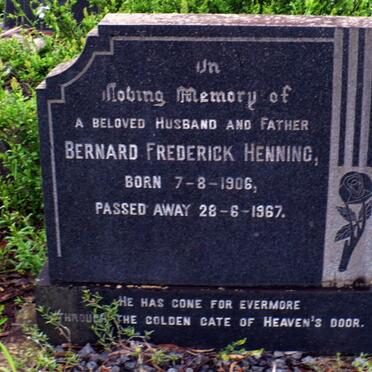 In
Loving Memory of
A BELOVED HUSBAND AND FATHER
BERNARD FREDERICK HENNING,
BORN 7-8-1906,
PASSED AWAY 28-6-1967.
HE HAS GONE FOR EVERMORE
THROUGH THE GOLDEN GATE OF HEAVEN'S DOOR.